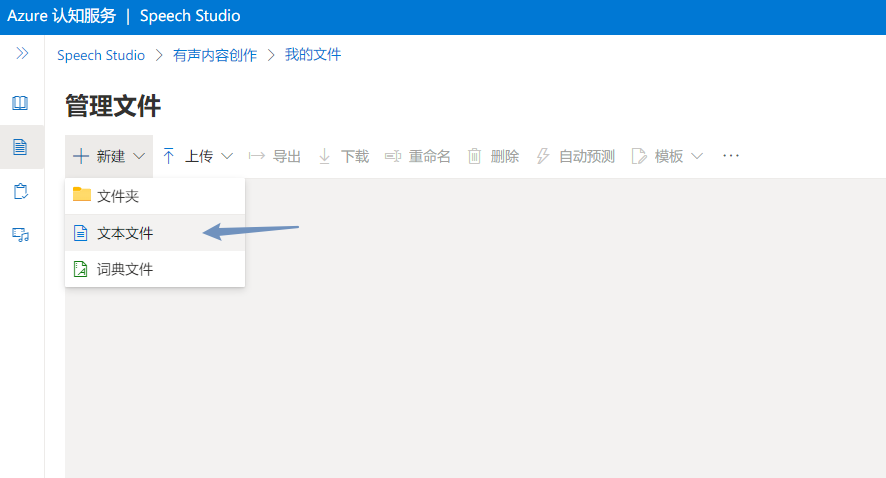 Azure 认知服务 | Speech Studio
Speech Studio > 有声内容创作 > 我的文件
管理文件
新建 上传 导出 下载 重命名 删除 自动预测 模板 ...
文件夹
文本文件
词典文件